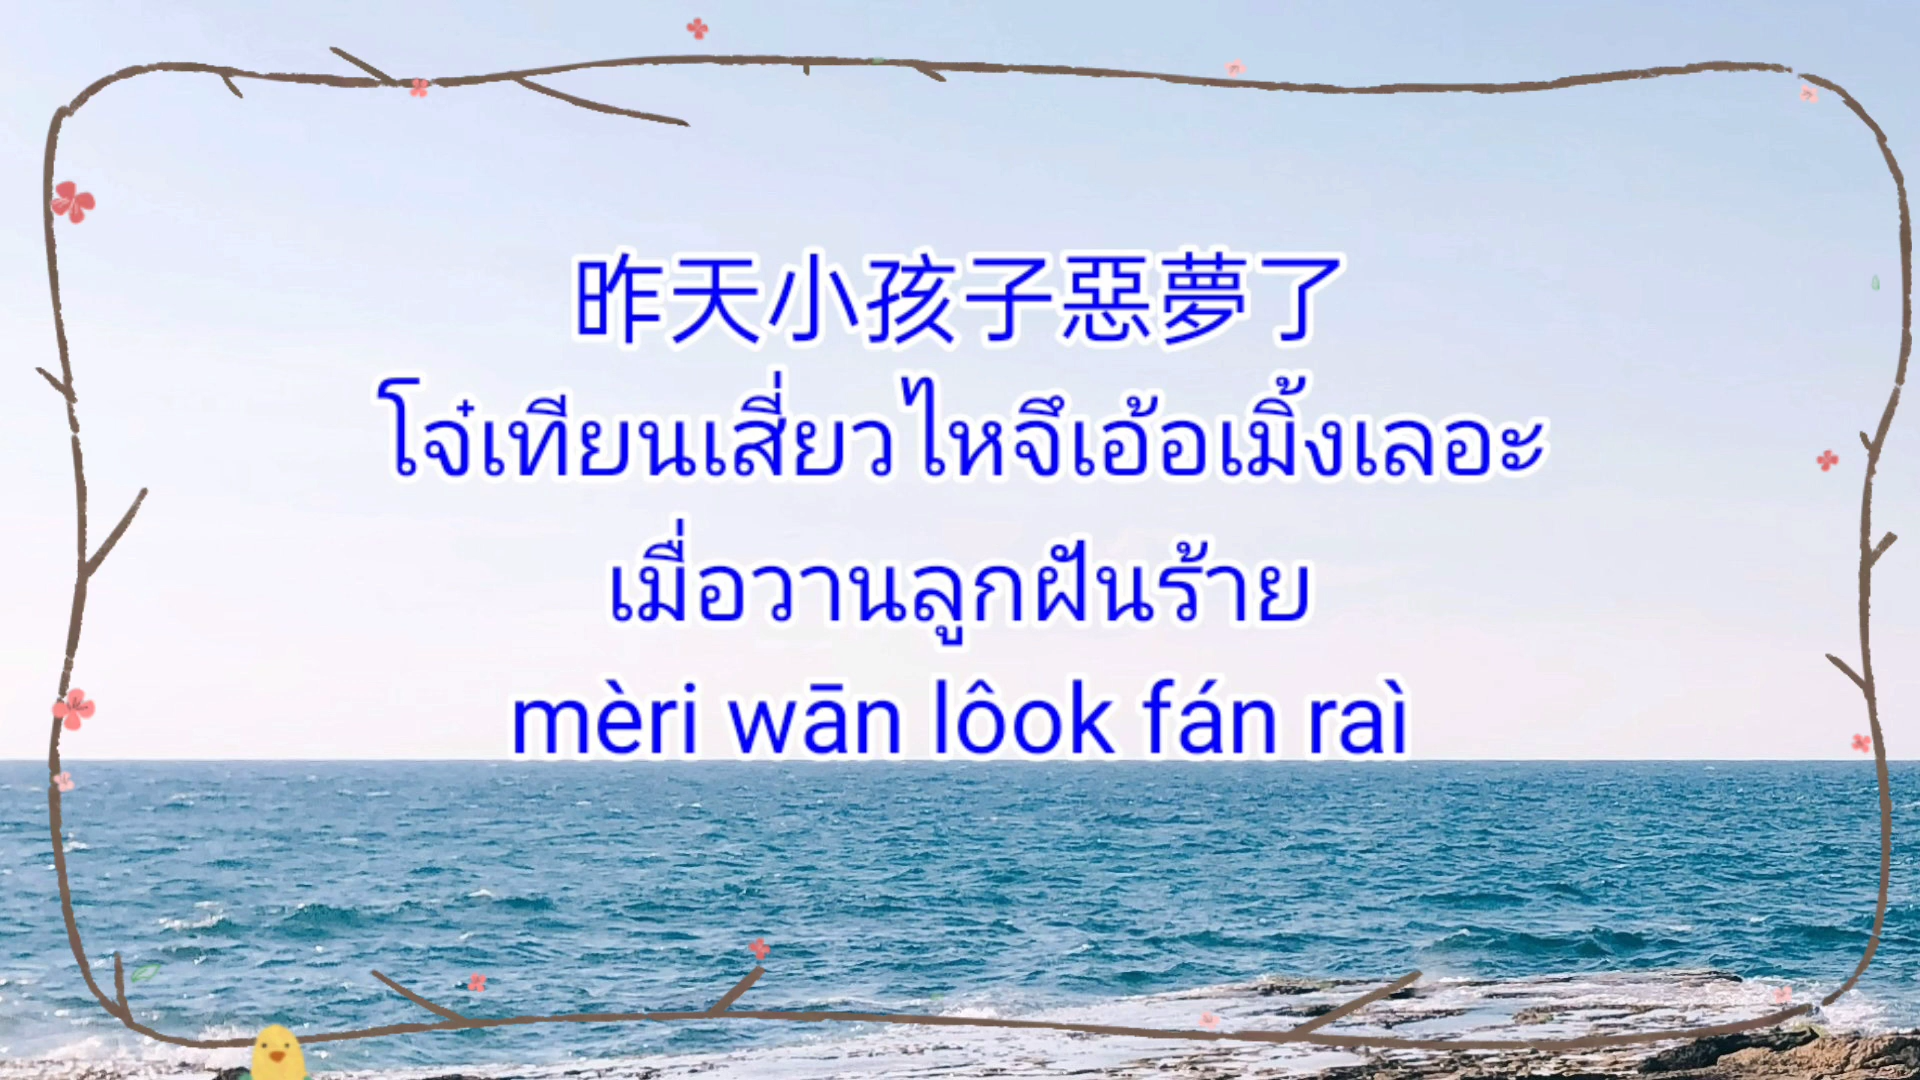 昨天小孩子惡夢了
โจ๋เทียนเสี่ยวไหจึเอ้อเมิ้งเลอะ
เมื่อวานลูกฝันร้าย
mèri wān lôok fán raì